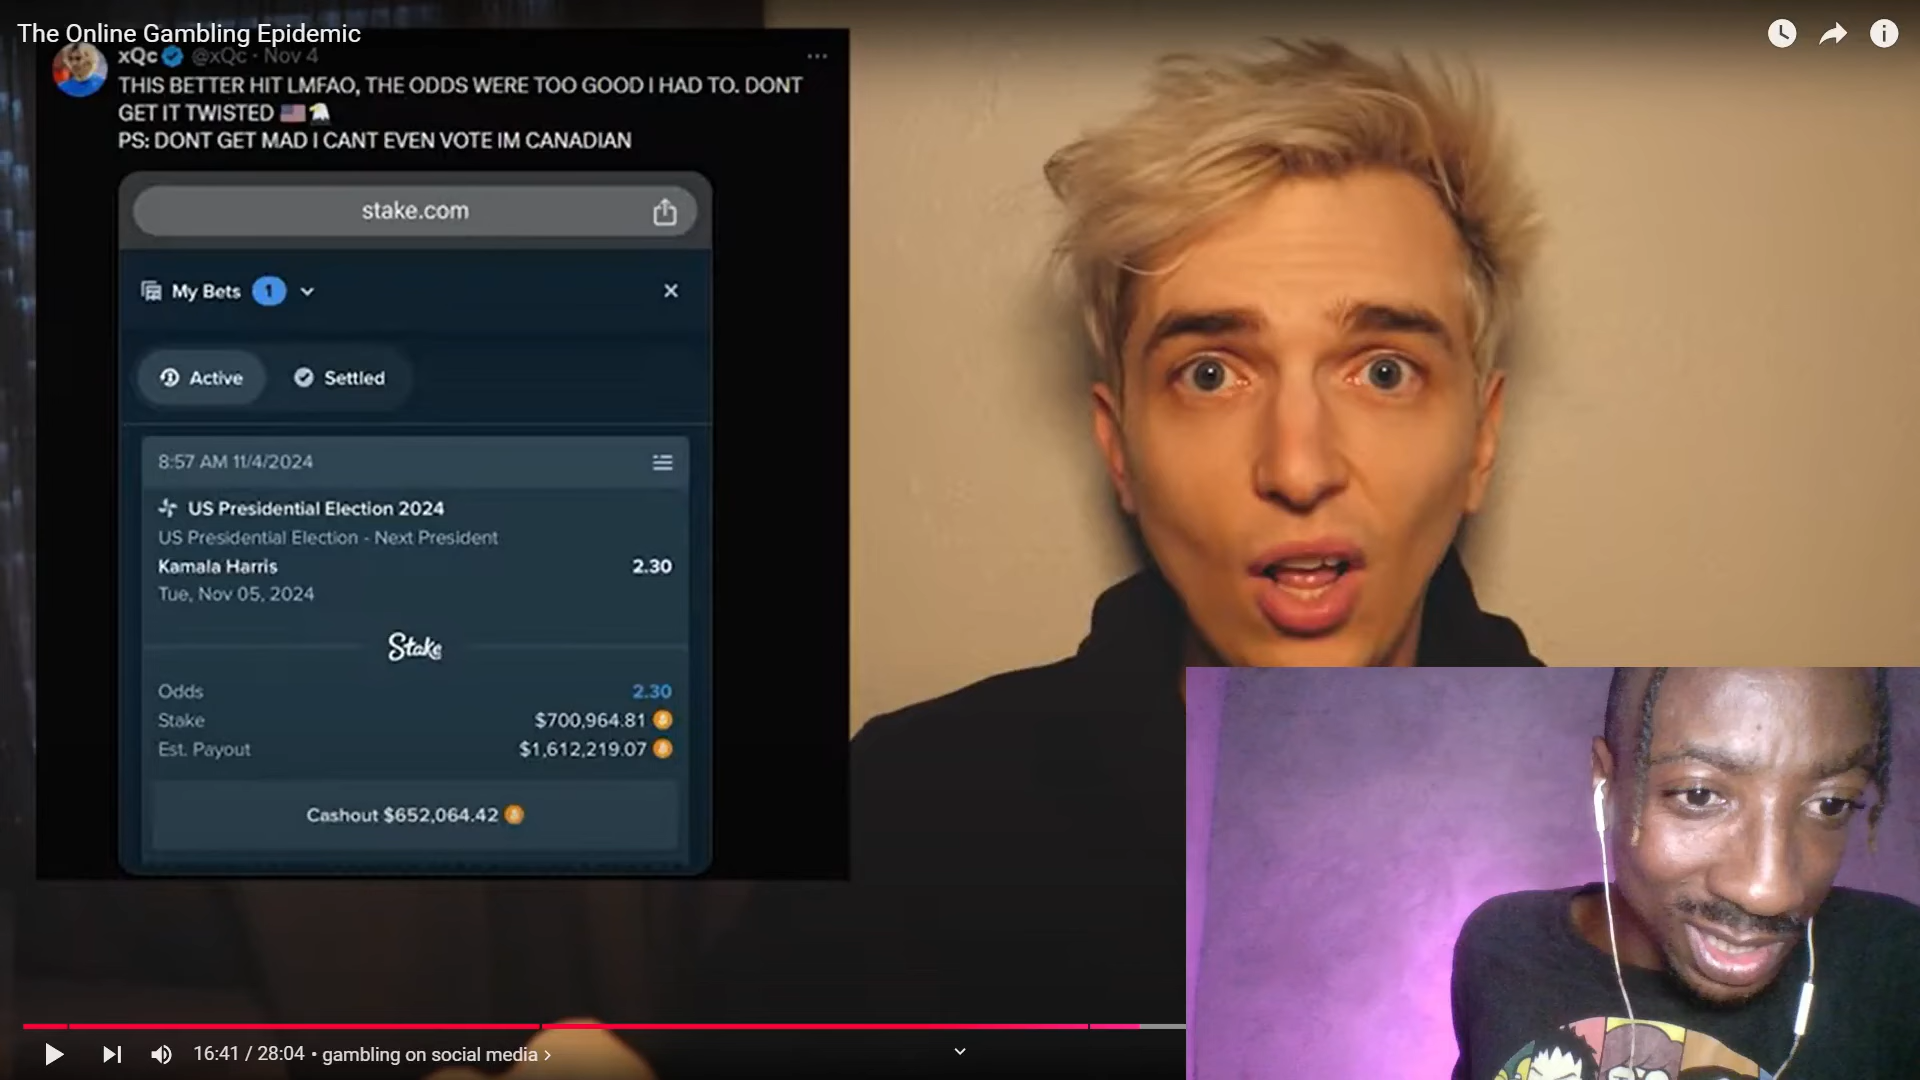 The Online Gambling Epidemic
xQc @xQc · Nov 4
THIS BETTER HIT LMFAO, THE ODDS WERE TOO GOOD I HAD TO. DONT
GET IT TWISTED 🇺🇸🦅
PS: DONT GET MAD I CANT EVEN VOTE IM CANADIAN
stake.com
My Bets 1
Active Settled
8:57 AM 11/4/2024
US Presidential Election 2024
US Presidential Election - Next President
Kamala Harris 2.30
Tue, Nov 05, 2024
Stake
Odds 2.30
Stake $700,964.81
Est. Payout $1,612,219.07
Cashout $652,064.42
16:41 / 28:04 • gambling on social media ›